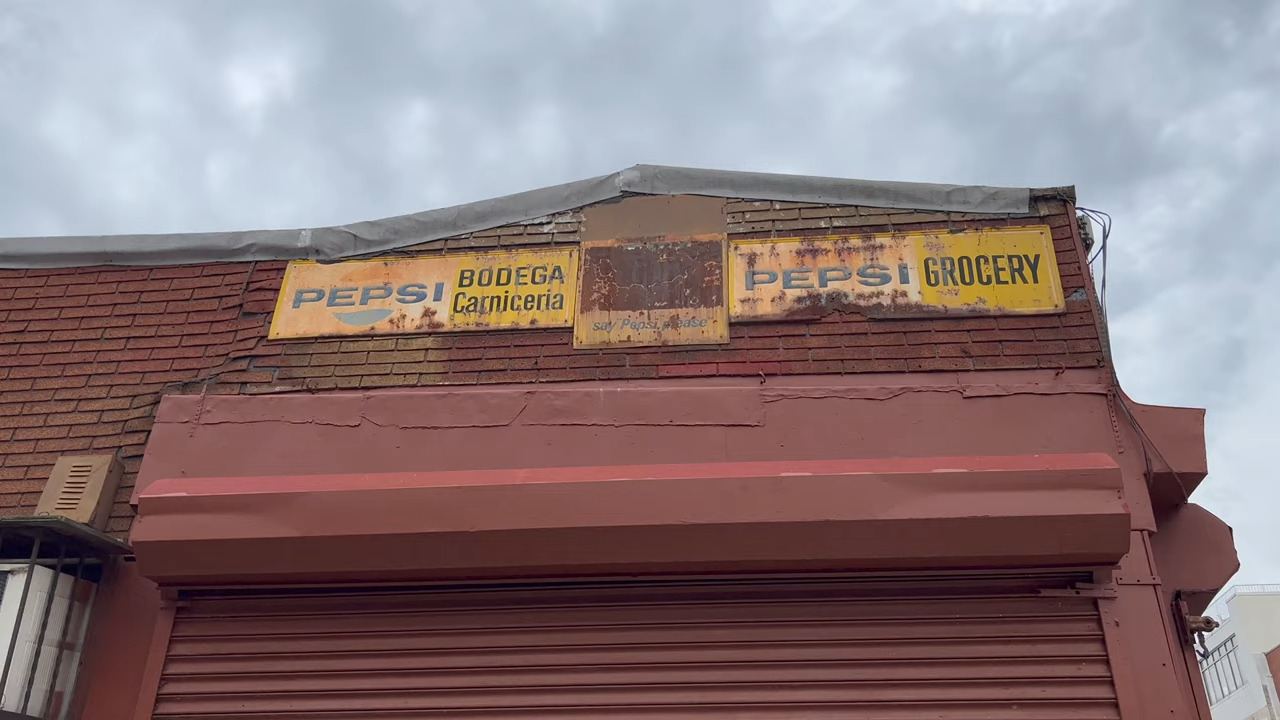 PEPSI
BODEGA
Carniceria
say Pepsi please
PEPSI
GROCERY